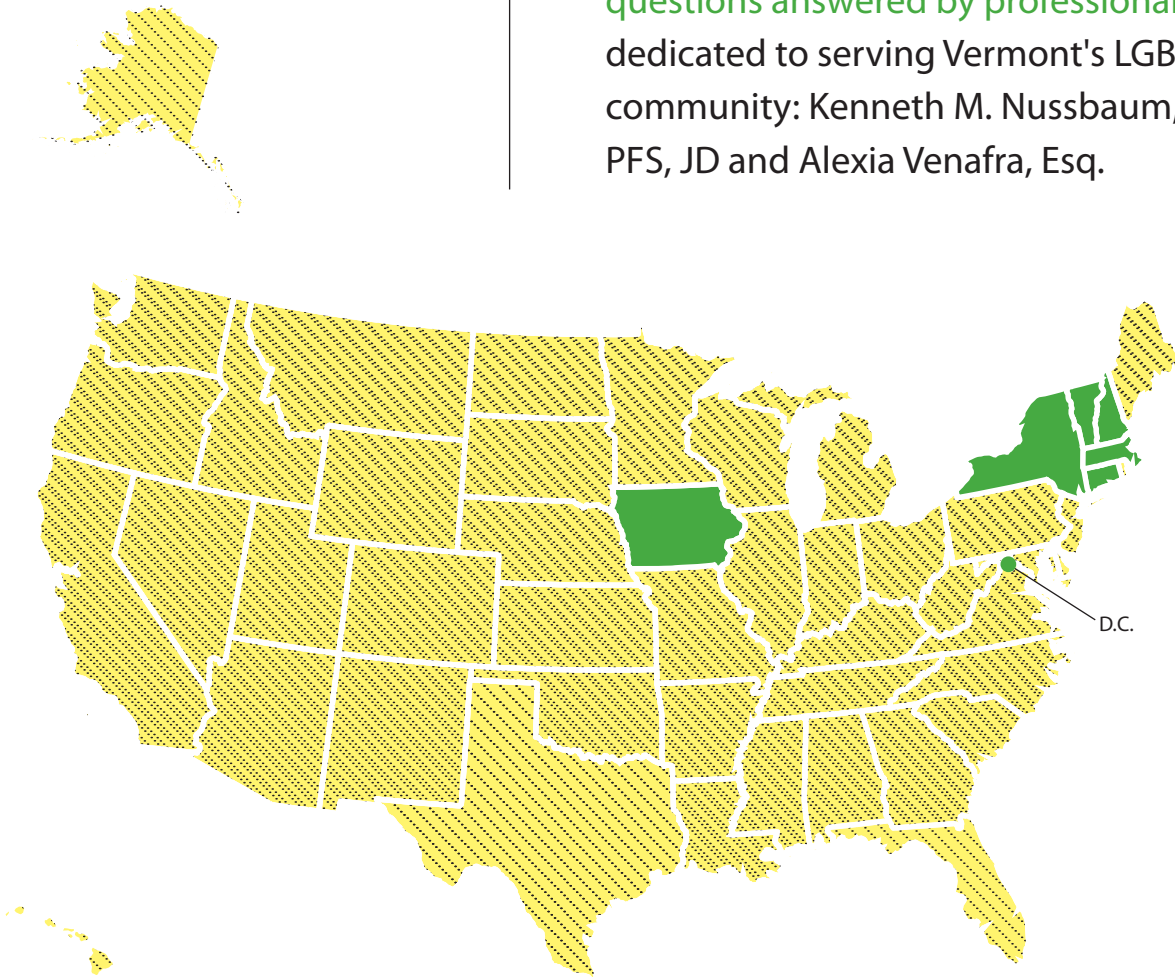 questions answered by professional
dedicated to serving Vermont's LGB
community: Kenneth M. Nussbaum,
PFS, JD and Alexia Venafra, Esq.
D.C.